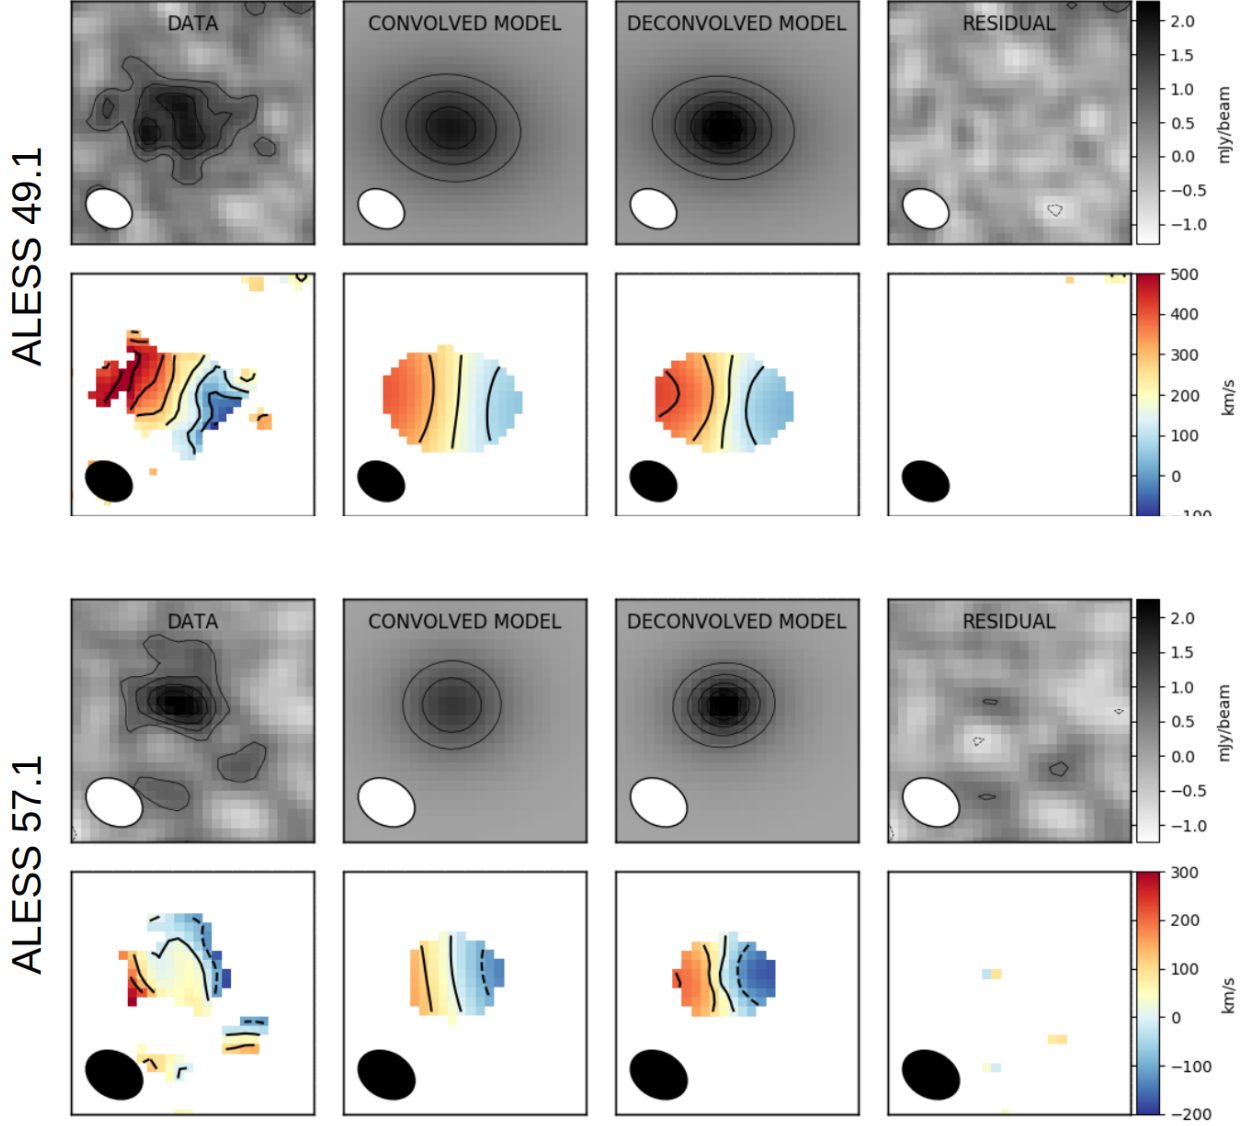 ALESS 49.1
DATA
CONVOLVED MODEL
DECONVOLVED MODEL
RESIDUAL
2.0
1.5
1.0
0.5
0.0
−0.5
−1.0
mJy/beam
500
400
300
200
100
0
−100
km/s
ALESS 57.1
DATA
CONVOLVED MODEL
DECONVOLVED MODEL
RESIDUAL
2.0
1.5
1.0
0.5
0.0
−0.5
−1.0
mJy/beam
300
200
100
0
−100
−200
km/s